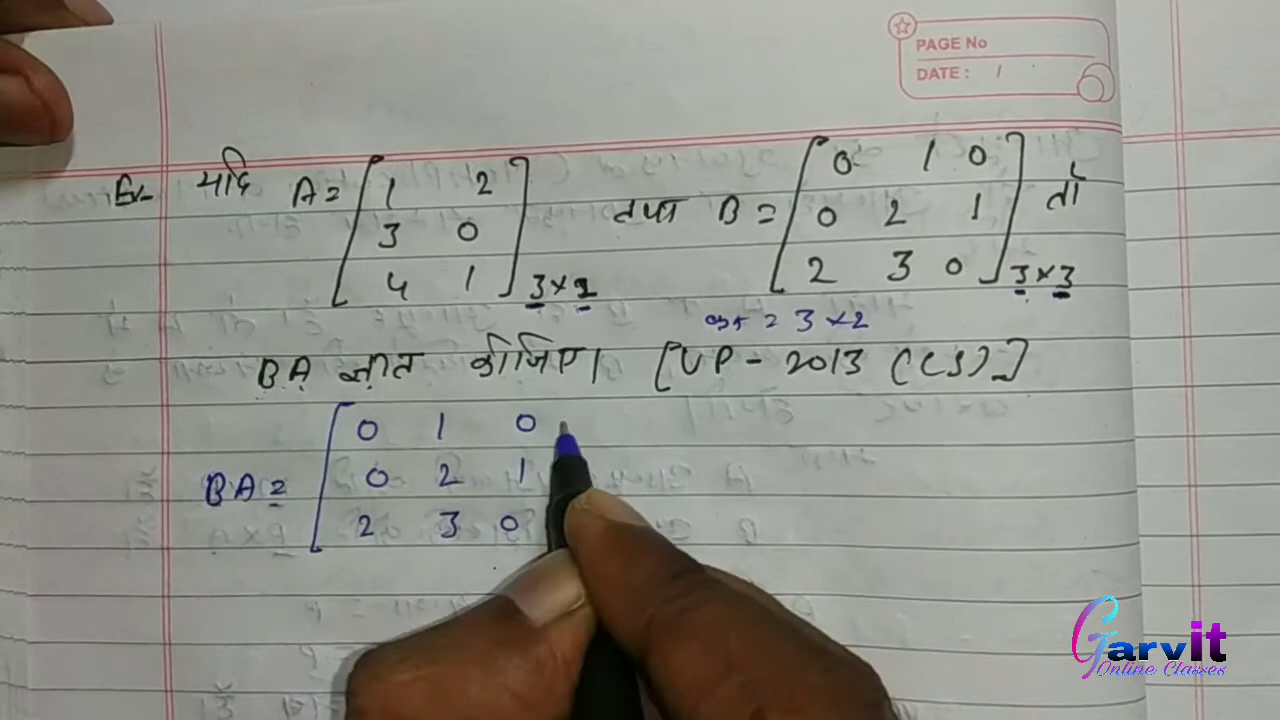 PAGE No
DATE : /
Ex- यदि A = [ 1 2 तथा B = [ 0 1 0 तो
3 0 0 2 1
4 1 ] 3×2 2 3 0 ] 3×3
= 3×2
BA ज्ञात कीजिए। [UP - 2013 (CS)]
BA = [ 0 1 0
0 2 1
2 3 0
Garvit
Online Classes